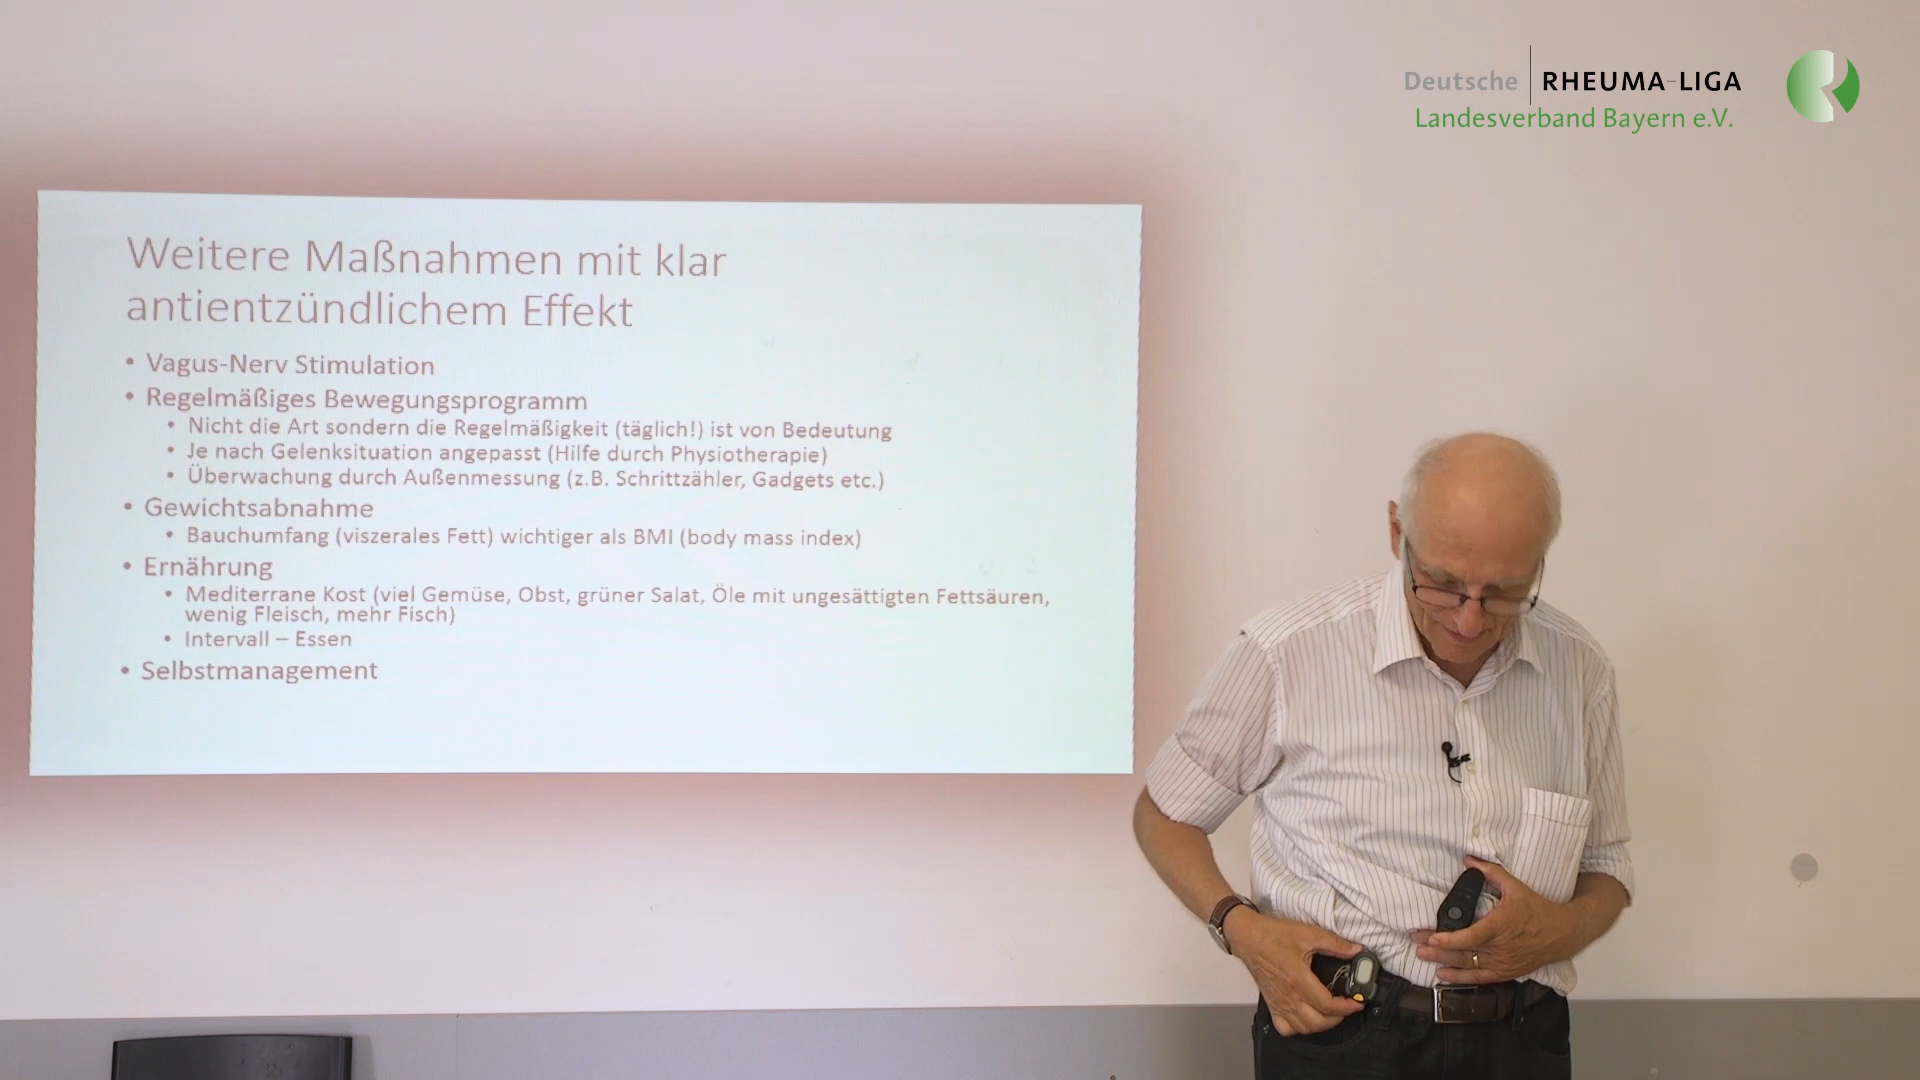 Deutsche RHEUMA-LIGA
Landesverband Bayern e.V.
Weitere Maßnahmen mit klar
antientzündlichem Effekt
• Vagus-Nerv Stimulation
• Regelmäßiges Bewegungsprogramm
• Nicht die Art sondern die Regelmäßigkeit (täglich!) ist von Bedeutung
• Je nach Gelenksituation angepasst (Hilfe durch Physiotherapie)
• Überwachung durch Außenmessung (z.B. Schrittzähler, Gadgets etc.)
• Gewichtsabnahme
• Bauchumfang (viszerales Fett) wichtiger als BMI (body mass index)
• Ernährung
• Mediterrane Kost (viel Gemüse, Obst, grüner Salat, Öle mit ungesättigten Fettsäuren,
wenig Fleisch, mehr Fisch)
• Intervall – Essen
• Selbstmanagement